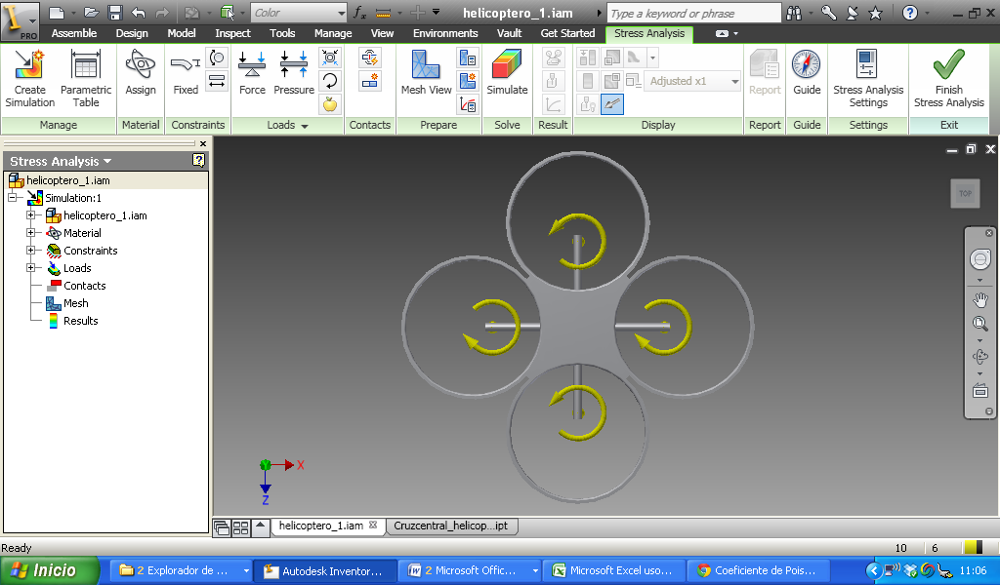 PRO
Color
fx
helicoptero_1.iam
Type a keyword or phrase
Assemble Design Model Inspect Tools Manage View Environments Vault Get Started Stress Analysis
Create Simulation
Parametric Table
Assign
Fixed
Force
Pressure
Mesh View
Simulate
Adjusted x1
Report
Guide
Stress Analysis Settings
Finish Stress Analysis
Manage Material Constraints Loads Contacts Prepare Solve Result Display Report Guide Settings Exit
Stress Analysis
helicoptero_1.iam
Simulation:1
helicoptero_1.iam
Material
Constraints
Loads
Contacts
Mesh
Results
TOP
X
Y
Z
helicoptero_1.iam
Cruzcentral_helicop...ipt
Ready
10 6
Inicio
2 Explorador de ...
Autodesk Inventor...
2 Microsoft Offic...
Microsoft Excel uso...
Coeficiente de Pois...
11:06